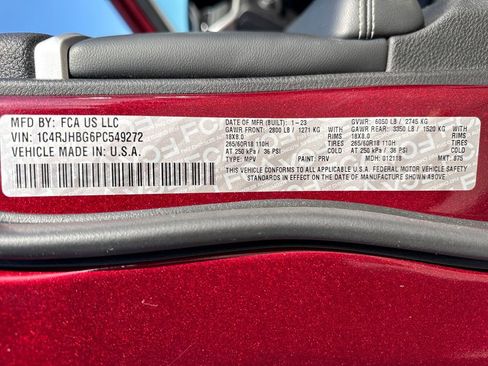 MFD BY: FCA US LLC
VIN: 1C4RJHBG6PC549272
VEHICLE MADE IN: U.S.A.
DATE OF MFR (BUILT): 1-23 GVWR: 6050 LB / 2745 KG
GAWR FRONT: 2800 LB / 1271 KG WITH GAWR REAR: 3350 LB / 1520 KG WITH
18X8.0 RIMS 18X8.0 RIMS
265/60R18 110H TIRES 265/60R18 110H TIRES
AT 250 kPa / 36 PSI COLD AT 250 kPa / 36 PSI COLD
TYPE: MPV PAINT: PRV MDH: 012118 MKT: 875
THIS VEHICLE CONFORMS TO ALL APPLICABLE U.S.A. FEDERAL MOTOR VEHICLE SAFETY
STANDARDS IN EFFECT ON THE DATE OF MANUFACTURE SHOWN ABOVE